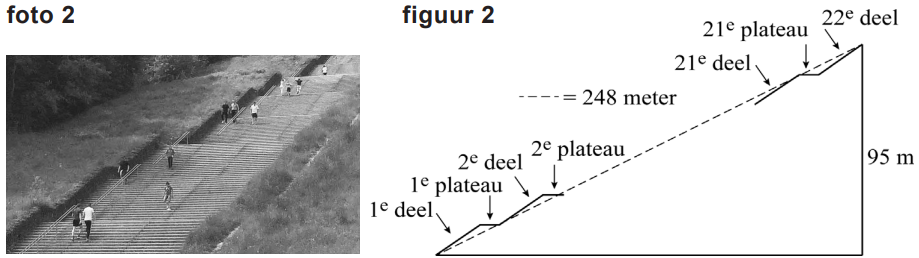 foto 2
figuur 2
22e deel
21e plateau
21e deel
= 248 meter
2e plateau
2e deel
1e plateau
1e deel
95 m